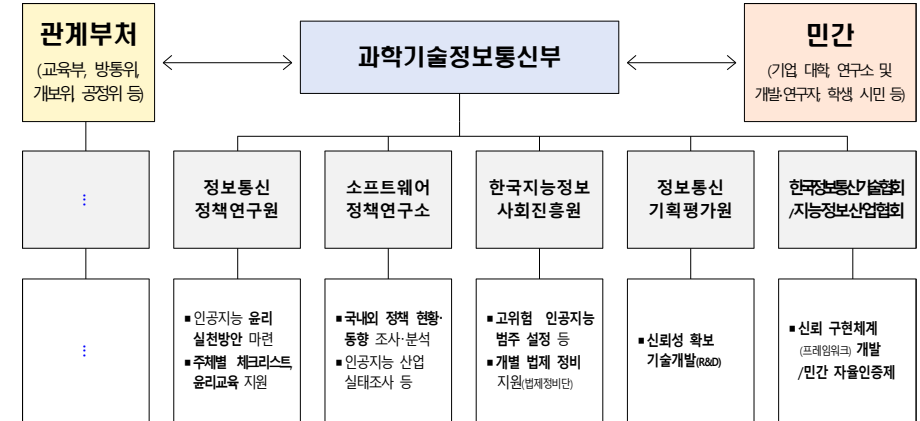 관계부처
(교육부, 방통위,
개보위, 공정위 등)
과학기술정보통신부
민간
(기업, 대학, 연구소 및
개발·연구자, 학생, 시민 등)
⋮
정보통신
정책연구원
소프트웨어
정책연구소
한국지능정보
사회진흥원
정보통신
기획평가원
한국정보통신기술협회
/지능정보산업협회
⋮
▪인공지능 윤리
실천방안 마련
▪주체별 체크리스트,
윤리교육 지원
▪국내외 정책 현황·
동향 조사·분석
▪인공지능 산업
실태조사 등
▪고위험 인공지능
범주 설정 등
▪개별 법제 정비
지원(법제정비단)
▪신뢰성 확보
기술개발(R&D)
▪신뢰 구현체계
(프레임워크) 개발
/민간 자율인증제